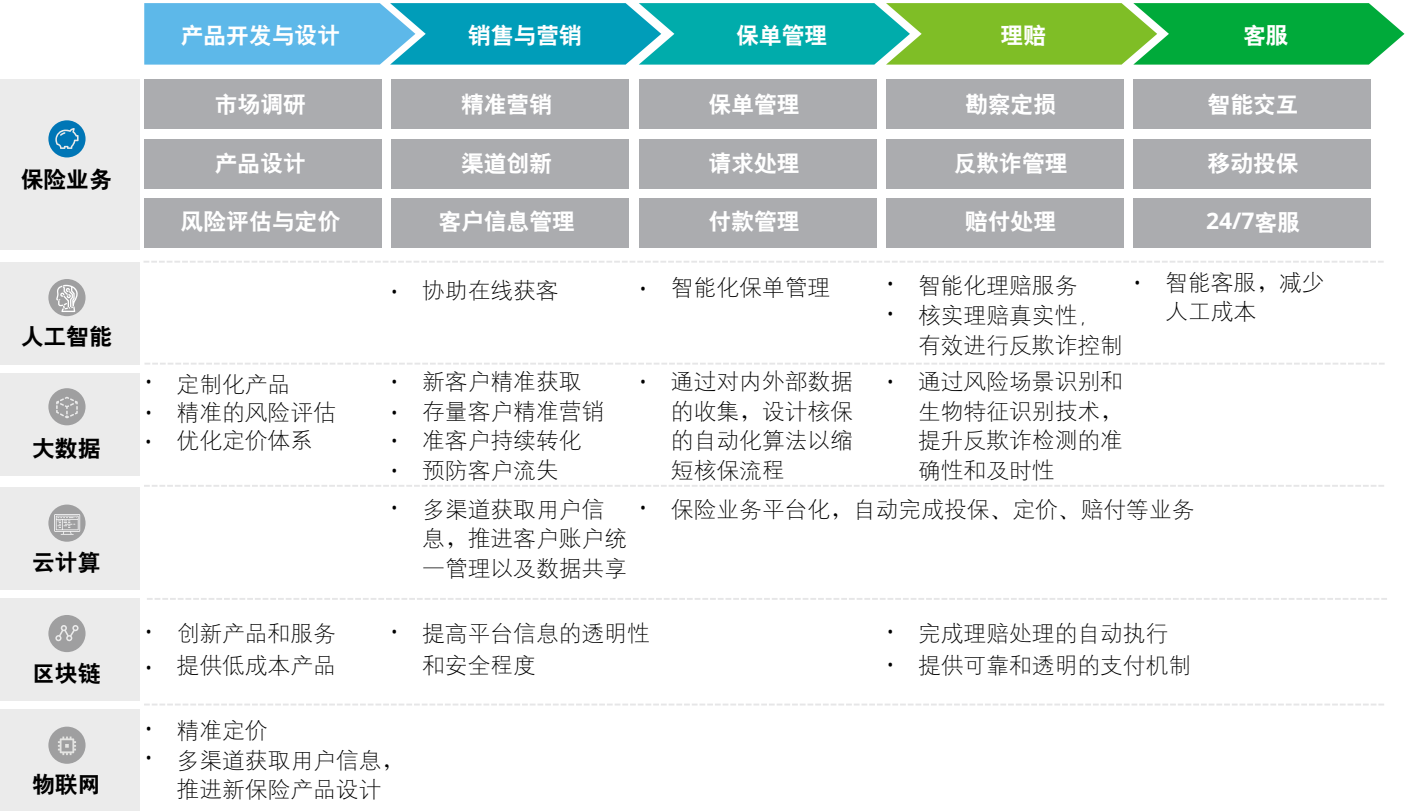 产品开发与设计
销售与营销
保单管理
理赔
客服
保险业务
市场调研
精准营销
保单管理
勘察定损
智能交互
产品设计
渠道创新
请求处理
反欺诈管理
移动投保
风险评估与定价
客户信息管理
付款管理
赔付处理
24/7客服
人工智能
· 协助在线获客
· 智能化保单管理
· 智能化理赔服务
· 核实理赔真实性,
有效进行反欺诈控制
· 智能客服，减少
人工成本
大数据
· 定制化产品
· 精准的风险评估
· 优化定价体系
· 新客户精准获取
· 存量客户精准营销
· 准客户持续转化
· 预防客户流失
· 通过对内外部数据
的收集，设计核保
的自动化算法以缩
短核保流程
· 通过风险场景识别和
生物特征识别技术，
提升反欺诈检测的准
确性和及时性
云计算
· 多渠道获取用户信
息，推进客户账户统
一管理以及数据共享
· 保险业务平台化，自动完成投保、定价、赔付等业务
区块链
· 创新产品和服务
· 提供低成本产品
· 提高平台信息的透明性
和安全程度
· 完成理赔处理的自动执行
· 提供可靠和透明的支付机制
物联网
· 精准定价
· 多渠道获取用户信息，
推进新保险产品设计